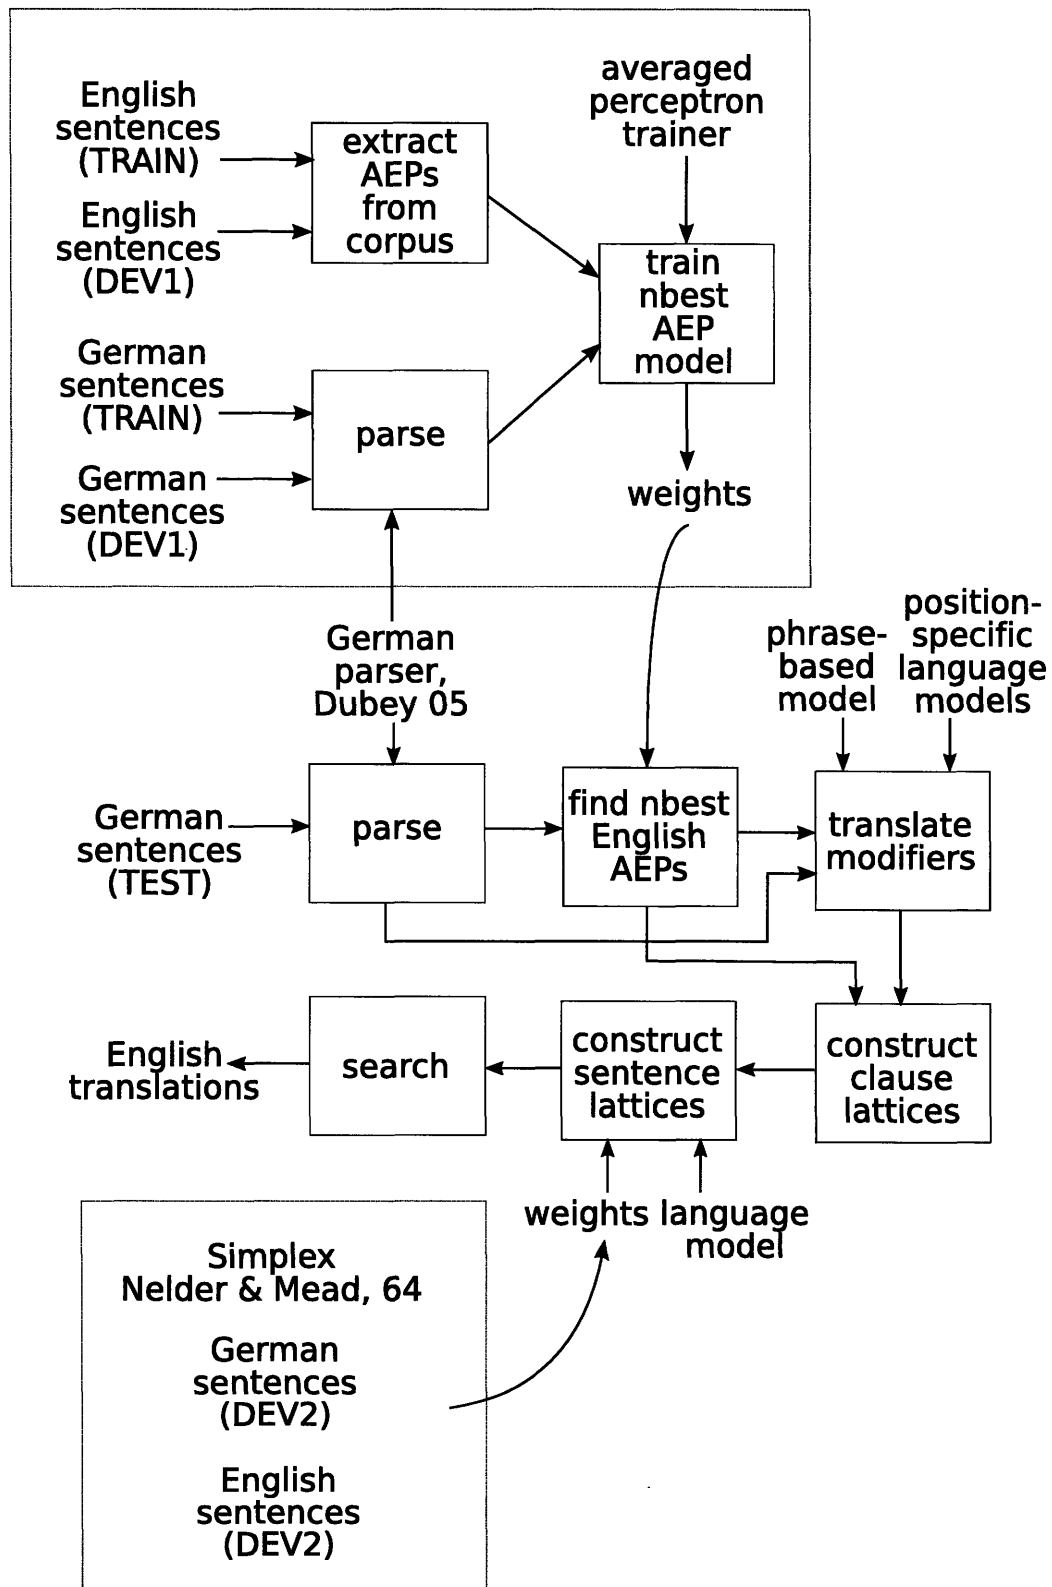 English
sentences
(TRAIN)
English
sentences
(DEV1)
German
sentences
(TRAIN)
German
sentences
(DEV1)
extract
AEPs
from
corpus
parse
averaged
perceptron
trainer
train
nbest
AEP
model
weights
German
parser,
Dubey 05
phrase-
based
model
position-
specific
language
models
German
sentences
(TEST)
parse
find nbest
English
AEPs
translate
modifiers
English
translations
search
construct
sentence
lattices
construct
clause
lattices
weights
language
model
Simplex
Nelder & Mead, 64
German
sentences
(DEV2)
English
sentences
(DEV2)